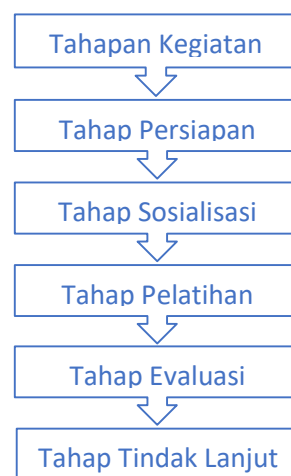 Tahapan Kegiatan
Tahap Persiapan
Tahap Sosialisasi
Tahap Pelatihan
Tahap Evaluasi
Tahap Tindak Lanjut